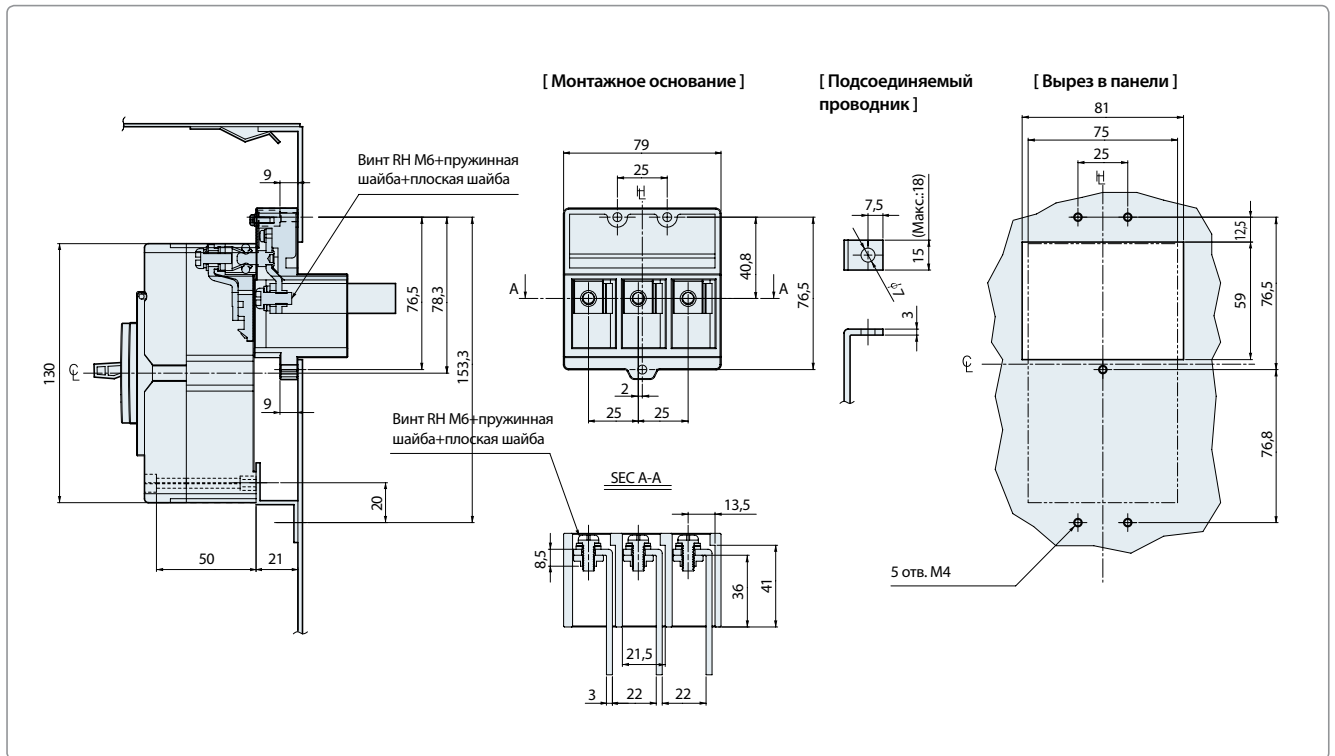 [ Монтажное основание ]
[ Подсоединяемый
проводник ]
[ Вырез в панели ]
Винт RH M6+пружинная
шайба+плоская шайба
9
76,5
78,3
153,3
130
9
20
50
21
79
25
40,8
76,5
A
A
2
25
25
Винт RH M6+пружинная
шайба+плоская шайба
SEC A-A
13,5
8,5
36
41
21,5
3
22
22
7,5
15
(Макс.:18)
ϕ7
3
81
75
25
12,5
59
76,5
76,8
5 отв. M4